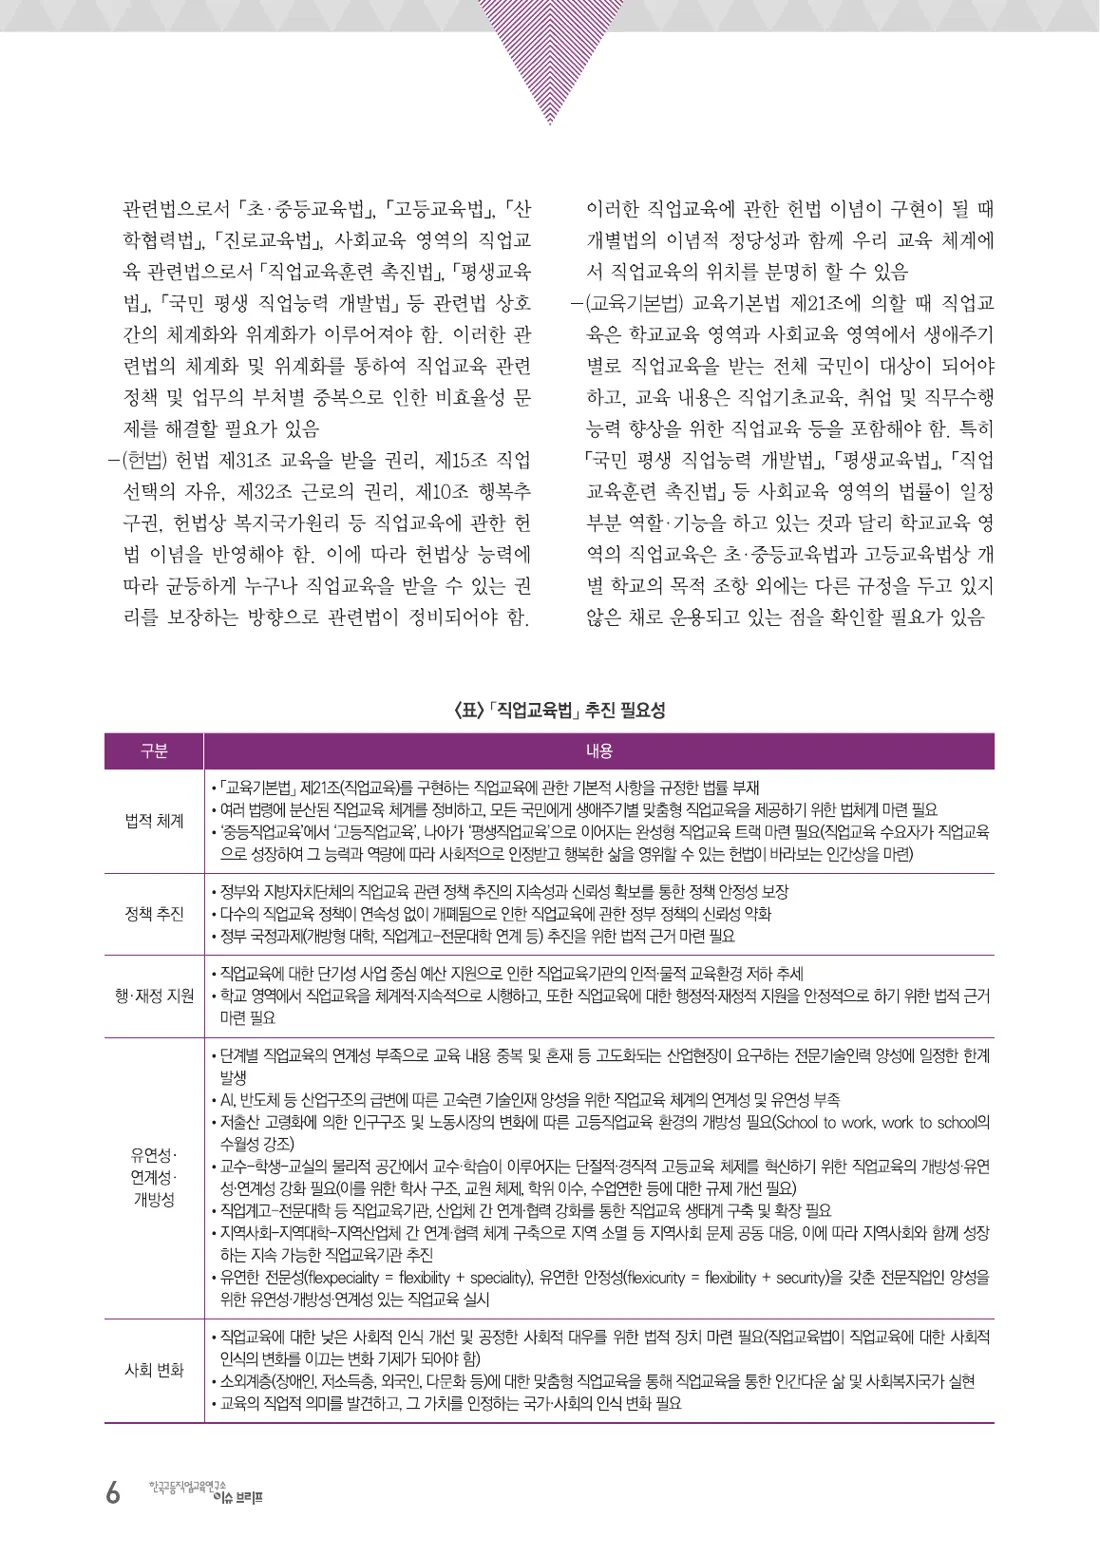 관련법으로서 「초·중등교육법」, 「고등교육법」, 「산
학협력법」, 「진로교육법」, 사회교육 영역의 직업교
육 관련법으로서 「직업교육훈련 촉진법」, 「평생교육
법」, 「국민 평생 직업능력 개발법」 등 관련법 상호
간의 체계화와 위계화가 이루어져야 함. 이러한 관
련법의 체계화 및 위계화를 통하여 직업교육 관련
정책 및 업무의 부처별 중복으로 인한 비효율성 문
제를 해결할 필요가 있음
-(헌법) 헌법 제31조 교육을 받을 권리, 제15조 직업
선택의 자유, 제32조 근로의 권리, 제10조 행복추
구권, 헌법상 복지국가원리 등 직업교육에 관한 헌
법 이념을 반영해야 함. 이에 따라 헌법상 능력에
따라 균등하게 누구나 직업교육을 받을 수 있는 권
리를 보장하는 방향으로 관련법이 정비되어야 함.
이러한 직업교육에 관한 헌법 이념이 구현이 될 때
개별법의 이념적 정당성과 함께 우리 교육 체계에
서 직업교육의 위치를 분명히 할 수 있음
-(교육기본법) 교육기본법 제21조에 의할 때 직업교
육은 학교교육 영역과 사회교육 영역에서 생애주기
별로 직업교육을 받는 전체 국민이 대상이 되어야
하고, 교육 내용은 직업기초교육, 취업 및 직무수행
능력 향상을 위한 직업교육 등을 포함해야 함. 특히
「국민 평생 직업능력 개발법」, 「평생교육법」, 「직업
교육훈련 촉진법」 등 사회교육 영역의 법률이 일정
부분 역할·기능을 하고 있는 것과 달리 학교교육 영
역의 직업교육은 초·중등교육법과 고등교육법상 개
별 학교의 목적 조항 외에는 다른 규정을 두고 있지
않은 채로 운용되고 있는 점을 확인할 필요가 있음
〈표〉 「직업교육법」 추진 필요성
구분 내용
법적 체계
• 「교육기본법」 제21조(직업교육)를 구현하는 직업교육에 관한 기본적 사항을 규정한 법률 부재
• 여러 법령에 분산된 직업교육 체계를 정비하고, 모든 국민에게 생애주기별 맞춤형 직업교육을 제공하기 위한 법체계 마련 필요
• '중등직업교육'에서 '고등직업교육', 나아가 '평생직업교육'으로 이어지는 완성형 직업교육 트랙 마련 필요(직업교육 수요자가 직업교육
으로 성장하여 그 능력과 역량에 따라 사회적으로 인정받고 행복한 삶을 영위할 수 있는 헌법이 바라보는 인간상을 마련)
정책 추진
• 정부와 지방자치단체의 직업교육 관련 정책 추진의 지속성과 신뢰성 확보를 통한 정책 안정성 보장
• 다수의 직업교육 정책이 연속성 없이 개폐됨으로 인한 직업교육에 관한 정부 정책의 신뢰성 약화
• 정부 국정과제(개방형 대학, 직업계고-전문대학 연계 등) 추진을 위한 법적 근거 마련 필요
행·재정 지원
• 직업교육에 대한 단기성 사업 중심 예산 지원으로 인한 직업교육기관의 인적·물적 교육환경 저하 추세
• 학교 영역에서 직업교육을 체계적·지속적으로 시행하고, 또한 직업교육에 대한 행정적·재정적 지원을 안정적으로 하기 위한 법적 근거
마련 필요
유연성·
연계성·
개방성
• 단계별 직업교육의 연계성 부족으로 교육 내용 중복 및 혼재 등 고도화되는 산업현장이 요구하는 전문기술인력 양성에 일정한 한계
발생
• AI, 반도체 등 산업구조의 급변에 따른 고숙련 기술인재 양성을 위한 직업교육 체계의 연계성 및 유연성 부족
• 저출산 고령화에 의한 인구구조 및 노동시장의 변화에 따른 고등직업교육 환경의 개방성 필요(School to work, work to school의
수월성 강조)
• 교수-학생-교실의 물리적 공간에서 교수·학습이 이루어지는 단절적·경직적 고등교육 체제를 혁신하기 위한 직업교육의 개방성·유연
성·연계성 강화 필요(이를 위한 학사 구조, 교원 체제, 학위 이수, 수업연한 등에 대한 규제 개선 필요)
• 직업계고-전문대학 등 직업교육기관, 산업체 간 연계·협력 강화를 통한 직업교육 생태계 구축 및 확장 필요
• 지역사회-지역대학-지역산업체 간 연계·협력 체계 구축으로 지역 소멸 등 지역사회 문제 공동 대응, 이에 따라 지역사회와 함께 성장
하는 지속 가능한 직업교육기관 추진
• 유연한 전문성(flexpeciality = flexibility + speciality), 유연한 안정성(flexicurity = flexibility + security)을 갖춘 전문직업인 양성을
위한 유연성·개방성·연계성 있는 직업교육 실시
사회 변화
• 직업교육에 대한 낮은 사회적 인식 개선 및 공정한 사회적 대우를 위한 법적 장치 마련 필요(직업교육법이 직업교육에 대한 사회적
인식의 변화를 이끄는 변화 기제가 되어야 함)
• 소외계층(장애인, 저소득층, 외국인, 다문화 등)에 대한 맞춤형 직업교육을 통해 직업교육을 통한 인간다운 삶 및 사회복지국가 실현
• 교육의 직업적 의미를 발견하고, 그 가치를 인정하는 국가·사회의 인식 변화 필요
6 한국고등직업교육연구소
이슈 브리프